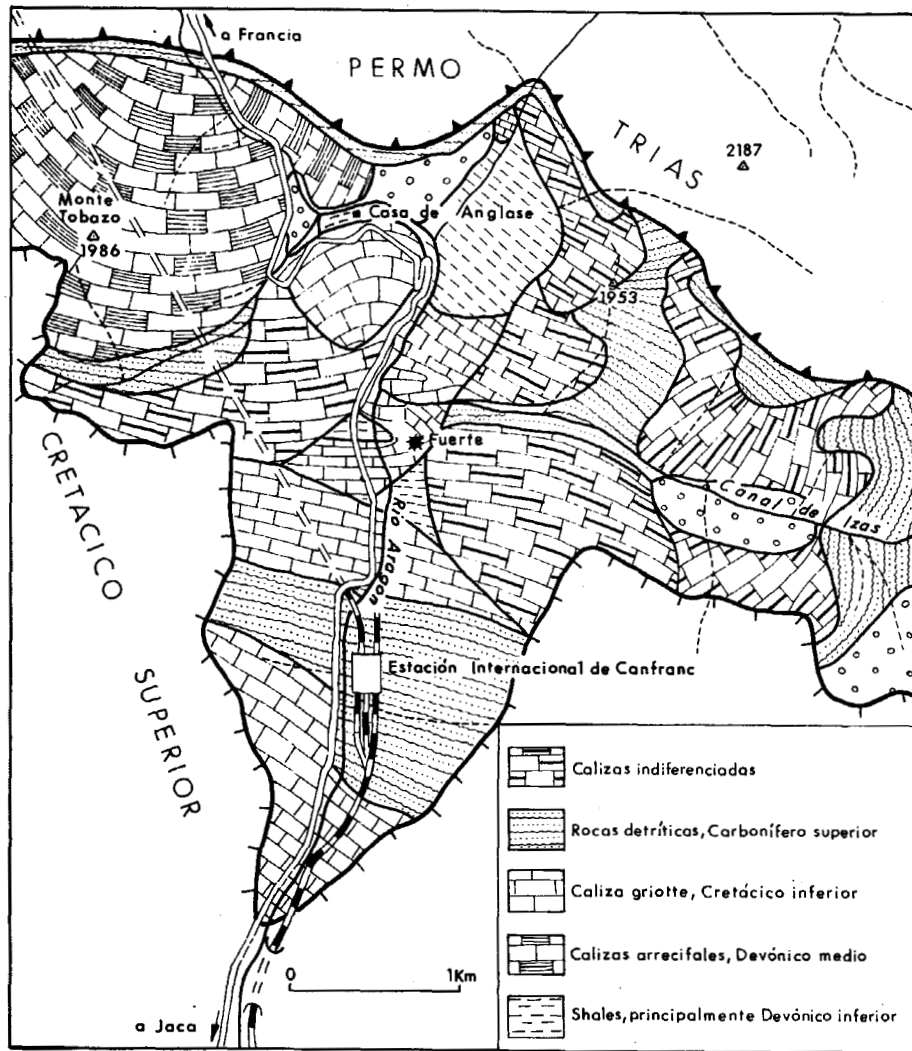 a Francia
PERMO
TRIAS
2187
Monte
Tobazo
1986
Casa de Anglase
1953
Fuerte
CRETACICO
SUPERIOR
Río Aragon
Canal de Izas
Estación Internacional de Canfranc
Calizas indiferenciadas
Rocas detríticas, Carbonífero superior
Caliza griotte, Cretácico inferior
Calizas arrecifales, Devónico medio
Shales, principalmente Devónico inferior
0 1Km
a Jaca